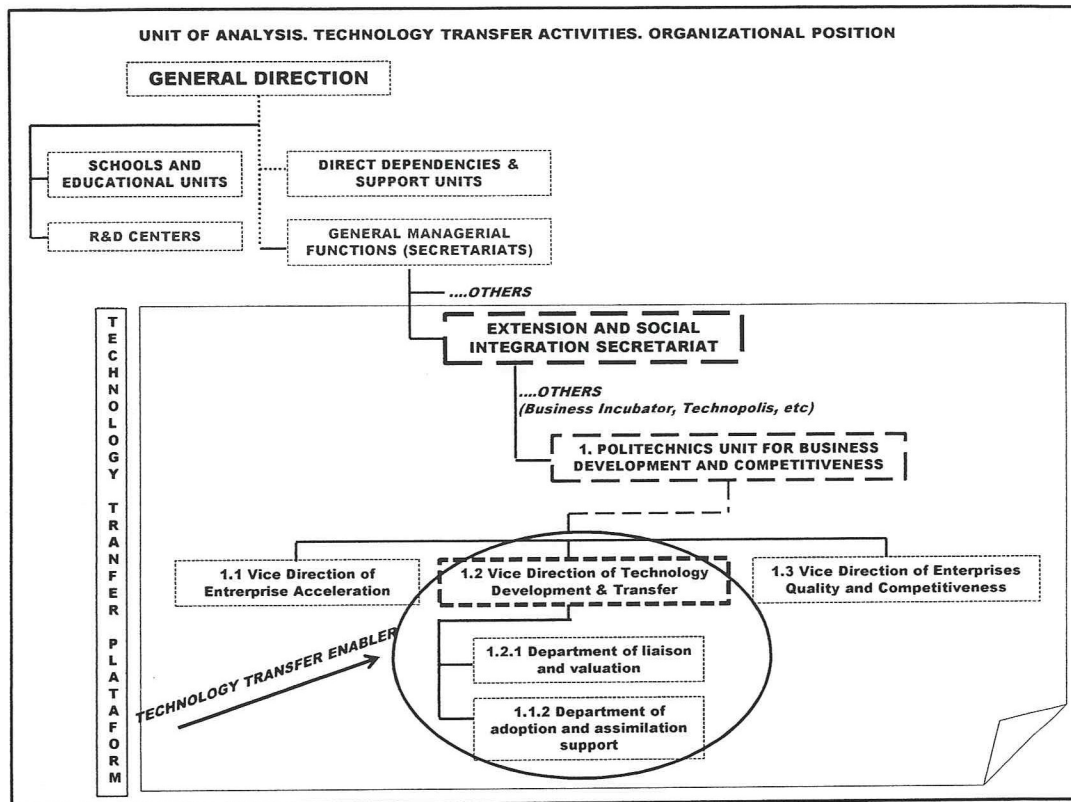 UNIT OF ANALYSIS. TECHNOLOGY TRANSFER ACTIVITIES. ORGANIZATIONAL POSITION
GENERAL DIRECTION
SCHOOLS AND
EDUCATIONAL UNITS
DIRECT DEPENDENCIES &
SUPPORT UNITS
R&D CENTERS
GENERAL MANAGERIAL
FUNCTIONS (SECRETARIATS)
....OTHERS
EXTENSION AND SOCIAL
INTEGRATION SECRETARIAT
....OTHERS
(Business Incubator, Technopolis, etc)
1. POLITECHNICS UNIT FOR BUSINESS
DEVELOPMENT AND COMPETITIVENESS
1.1 Vice Direction of
Entrerprise Acceleration
1.2 Vice Direction of Technology
Development & Transfer
1.3 Vice Direction of Enterprises
Quality and Competitiveness
1.2.1 Department of liaison
and valuation
1.1.2 Department of
adoption and assimilation
support
TECHNOLOGY TRANSFER ENABLER
TECHNOLOGY TRANFER PLATAFORM